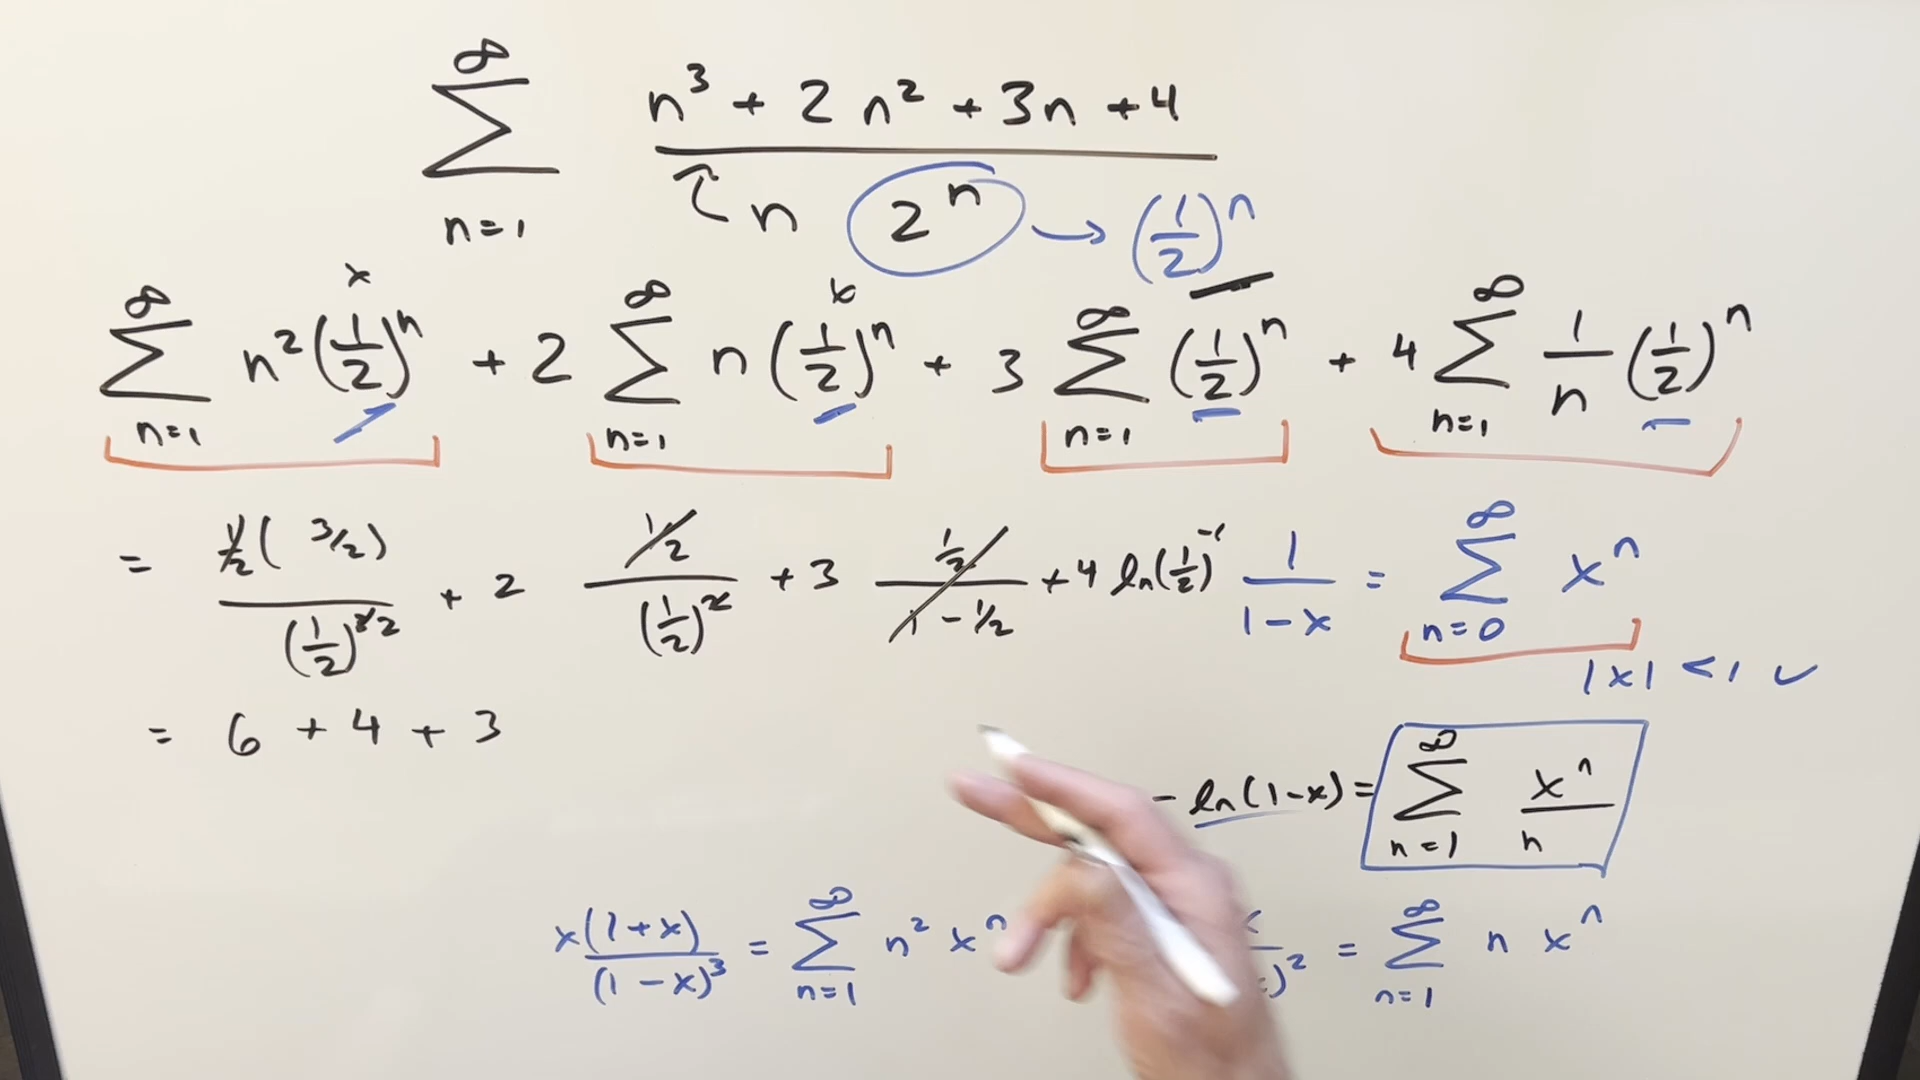 ∞
∑ n³ + 2n² + 3n + 4
n=1 n 2ⁿ → (1/2)ⁿ
x x
∞ ∞ ∞ ∞
∑ n²(1/2)ⁿ + 2 ∑ n(1/2)ⁿ + 3 ∑ (1/2)ⁿ + 4 ∑ 1/n (1/2)ⁿ
n=1 n=1 n=1 n=1
= 1/2( 3/2) / (1/2)³ ² + 2 1/2 / (1/2)² + 3 1/2 / 1 - 1/2 + 4 ln(1/2)⁻¹
1 / 1-x = ∞ ∑ n=0 xⁿ
|x| < 1 ✓
= 6 + 4 + 3
- ln(1-x) = ∞ ∑ n=1 xⁿ / n
x(1+x) / (1-x)³ = ∞ ∑ n=1 n² xⁿ
)² = ∞ ∑ n=1 n xⁿ